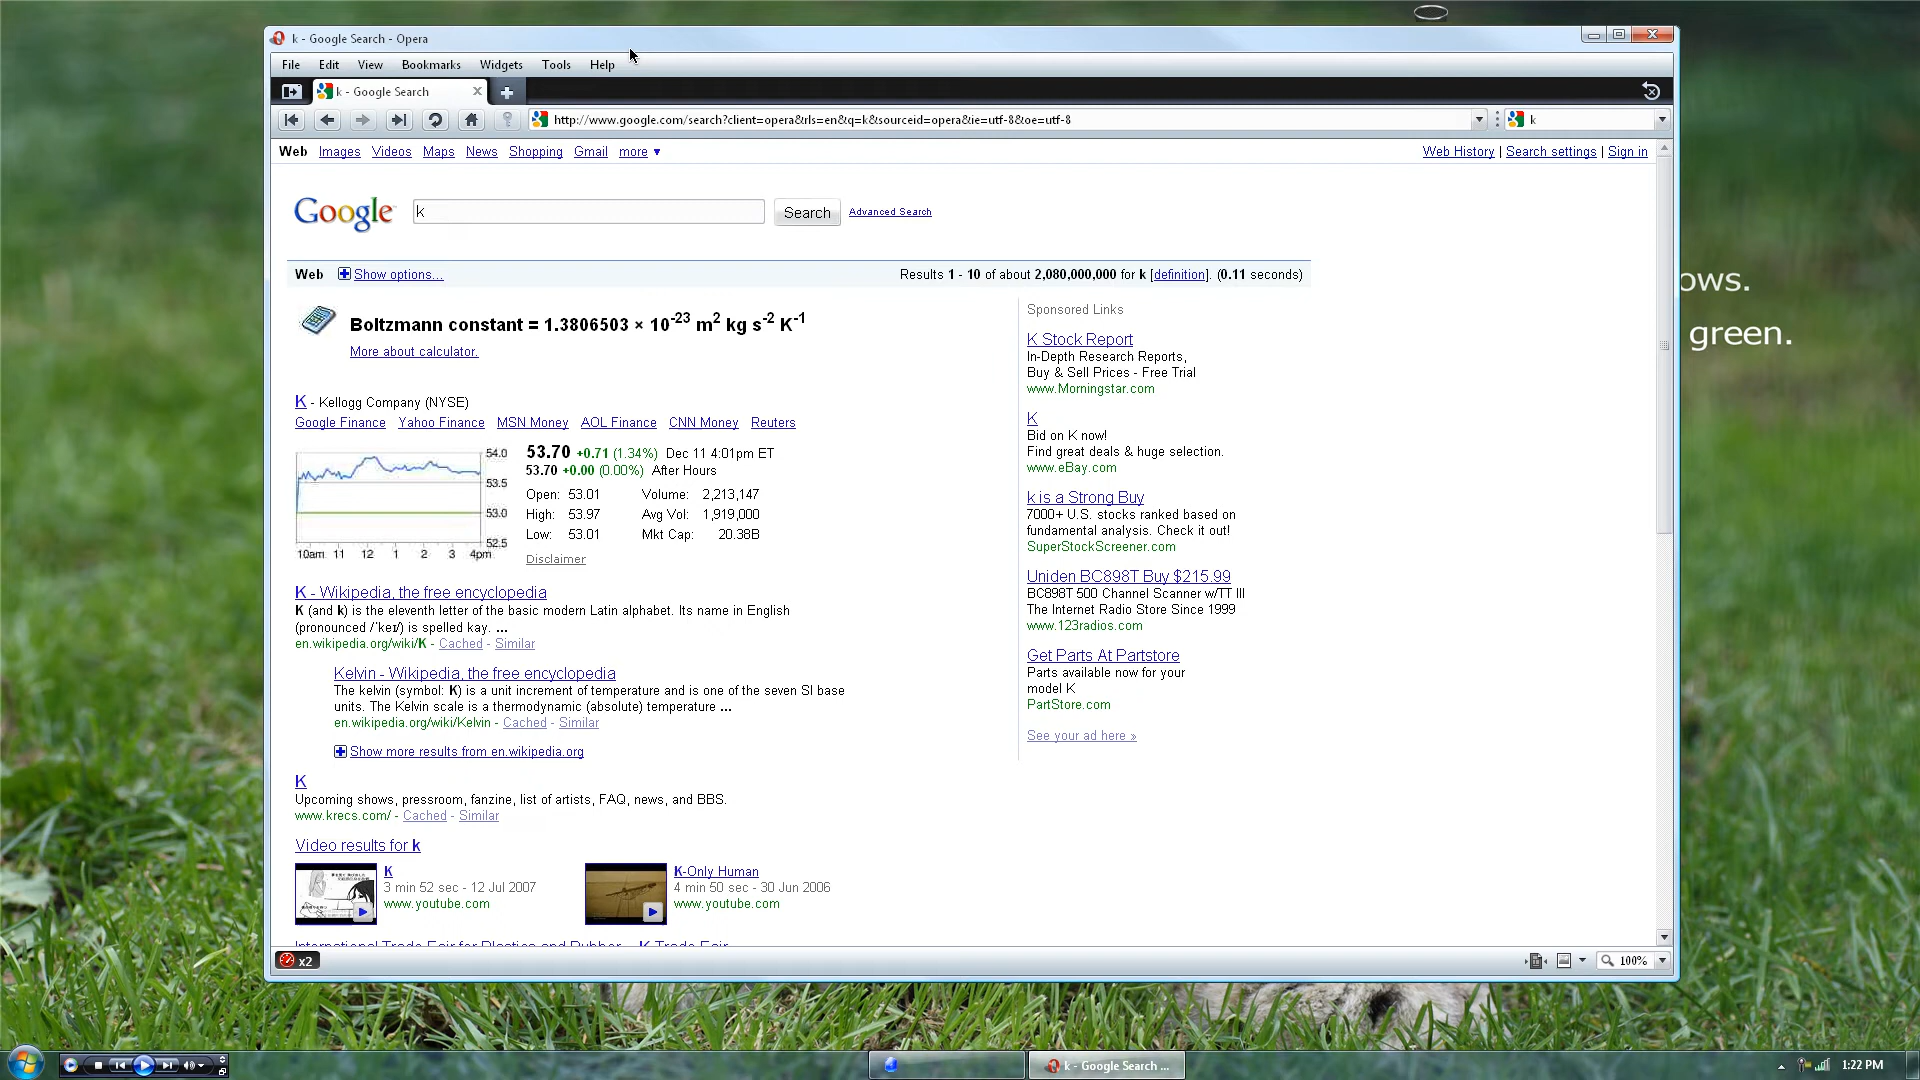 k - Google Search - Opera
File Edit View Bookmarks Widgets Tools Help
k - Google Search
http://www.google.com/search?client=opera&rls=en&q=k&sourceid=opera&ie=utf-8&oe=utf-8
k
Web Images Videos Maps News Shopping Gmail more ▼
Web History | Search settings | Sign in
Google
k
Search
Advanced Search
Web Show options...
Results 1 - 10 of about 2,080,000,000 for k [definition]. (0.11 seconds)
Boltzmann constant = 1.3806503 × 10^-23 m^2 kg s^-2 K^-1
More about calculator.
K - Kellogg Company (NYSE)
Google Finance Yahoo Finance MSN Money AOL Finance CNN Money Reuters
54.0
53.5
53.0
52.5
10am 11 12 1 2 3 4pm
53.70 +0.71 (1.34%) Dec 11 4:01pm ET
53.70 +0.00 (0.00%) After Hours
Open: 53.01 Volume: 2,213,147
High: 53.97 Avg Vol: 1,919,000
Low: 53.01 Mkt Cap: 20.38B
Disclaimer
K - Wikipedia, the free encyclopedia
K (and k) is the eleventh letter of the basic modern Latin alphabet. Its name in English
(pronounced /ˈkeɪ/) is spelled kay. ...
en.wikipedia.org/wiki/K - Cached - Similar
Kelvin - Wikipedia, the free encyclopedia
The kelvin (symbol: K) is a unit increment of temperature and is one of the seven SI base
units. The Kelvin scale is a thermodynamic (absolute) temperature ...
en.wikipedia.org/wiki/Kelvin - Cached - Similar
Show more results from en.wikipedia.org
K
Upcoming shows, pressroom, fanzine, list of artists, FAQ, news, and BBS.
www.krecs.com/ - Cached - Similar
Video results for k
K
3 min 52 sec - 12 Jul 2007
www.youtube.com
K-Only Human
4 min 50 sec - 30 Jun 2006
www.youtube.com
International Trade Fair for Plastics and Rubber - K Trade Fair
Sponsored Links
K Stock Report
In-Depth Research Reports,
Buy & Sell Prices - Free Trial
www.Morningstar.com
K
Bid on K now!
Find great deals & huge selection.
www.eBay.com
k is a Strong Buy
7000+ U.S. stocks ranked based on
fundamental analysis. Check it out!
SuperStockScreener.com
Uniden BC898T Buy $215.99
BC898T 500 Channel Scanner w/TT III
The Internet Radio Store Since 1999
www.123radios.com
Get Parts At Partstore
Parts available now for your
model K
PartStore.com
See your ad here »
ows.
green.
x2
100%
k - Google Search ...
1:22 PM